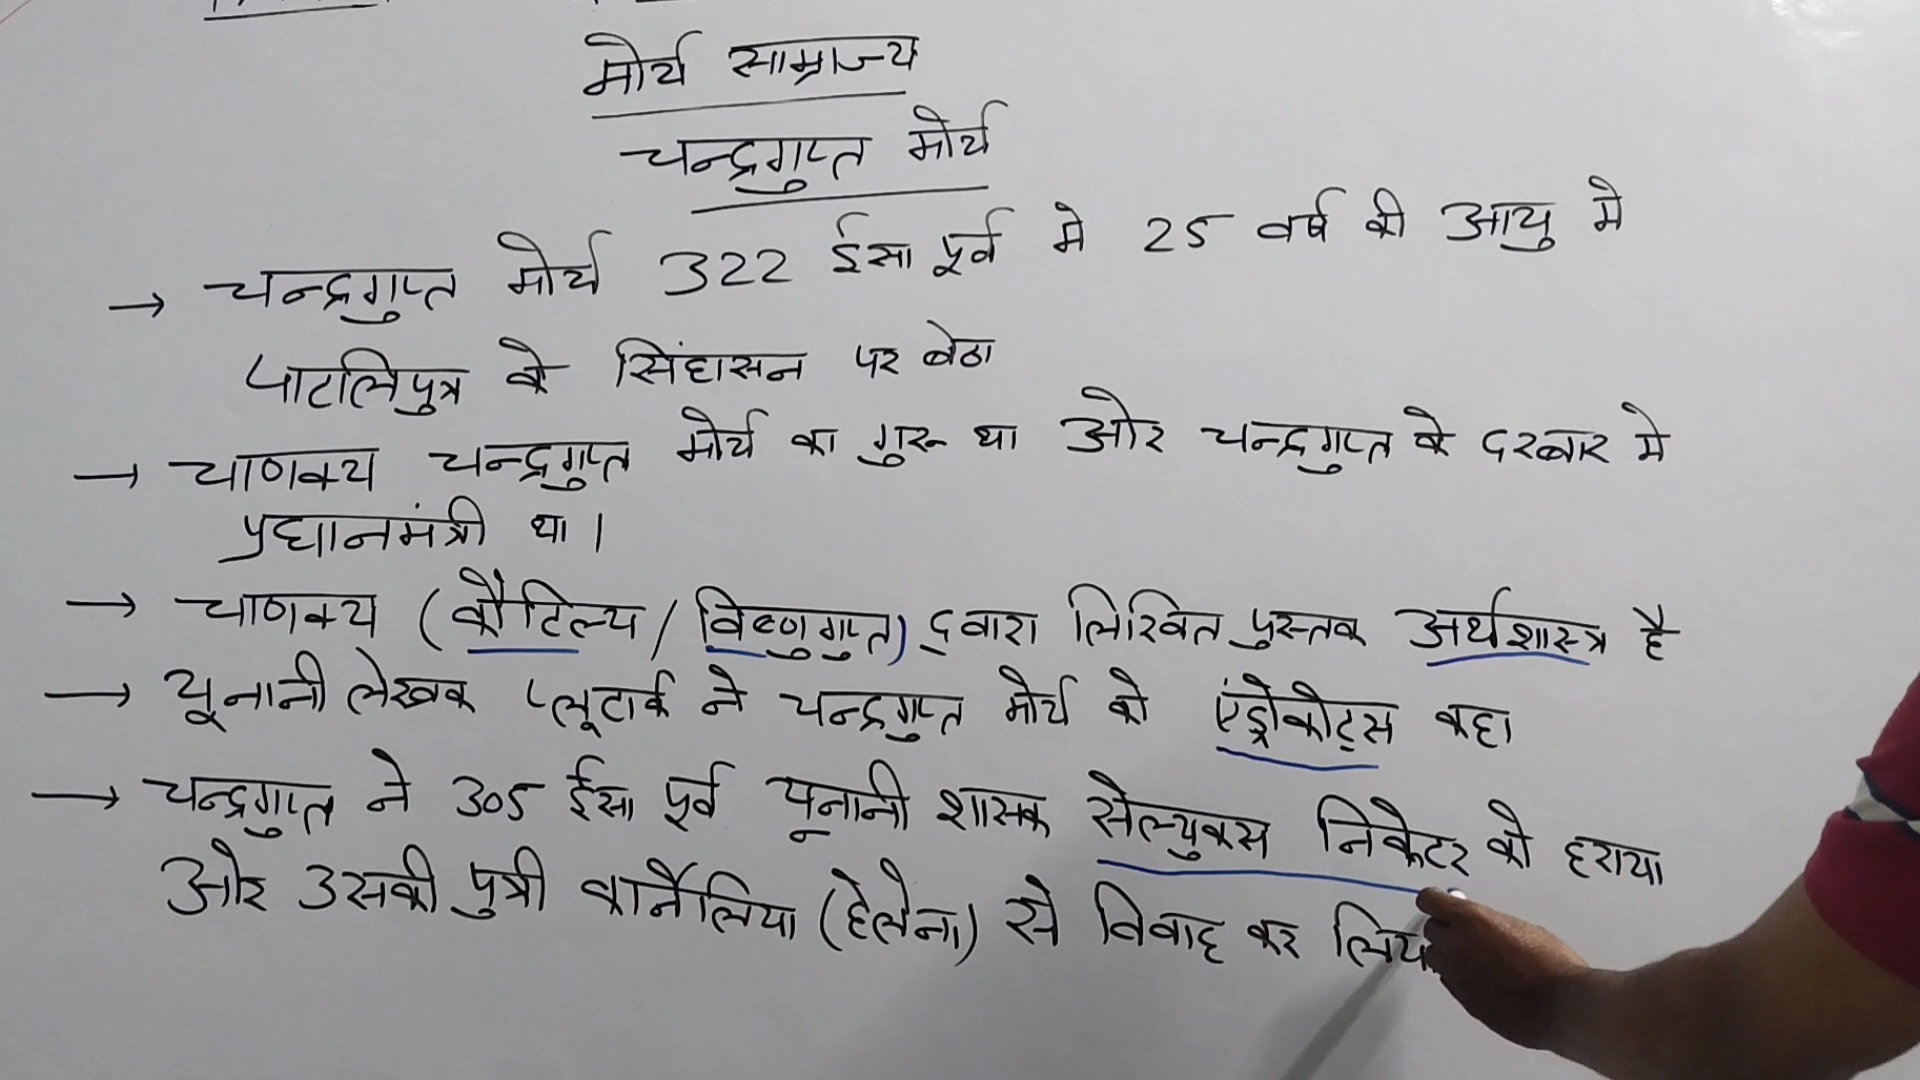 मोर्य साम्राज्य
चन्द्रगुप्त मोर्य
→ चन्द्रगुप्त मोर्य 322 ईसा पूर्व मे 25 वर्ष की आयु मे
पाटलिपुत्र के सिंहासन पर बेठा
→ चाणक्य चन्द्रगुप्त मोर्य का गुरू था ओर चन्द्रगुप्त के दरबार मे
प्रधानमंत्री था।
→ चाणक्य (कौटिल्य/विष्णुगुप्त) द्वारा लिखित पुस्तक अर्थशास्त्र है
→ यूनानी लेखक प्लूटार्क ने चन्द्रगुप्त मोर्य को एंड्रोकोट्स कहा
→ चन्द्रगुप्त ने 305 ईसा पूर्व यूनानी शासक सेल्युकस निकेटर को हराया
ओर उसकी पुत्री कार्नेलिया (हेलेना) से विवाह कर लिया